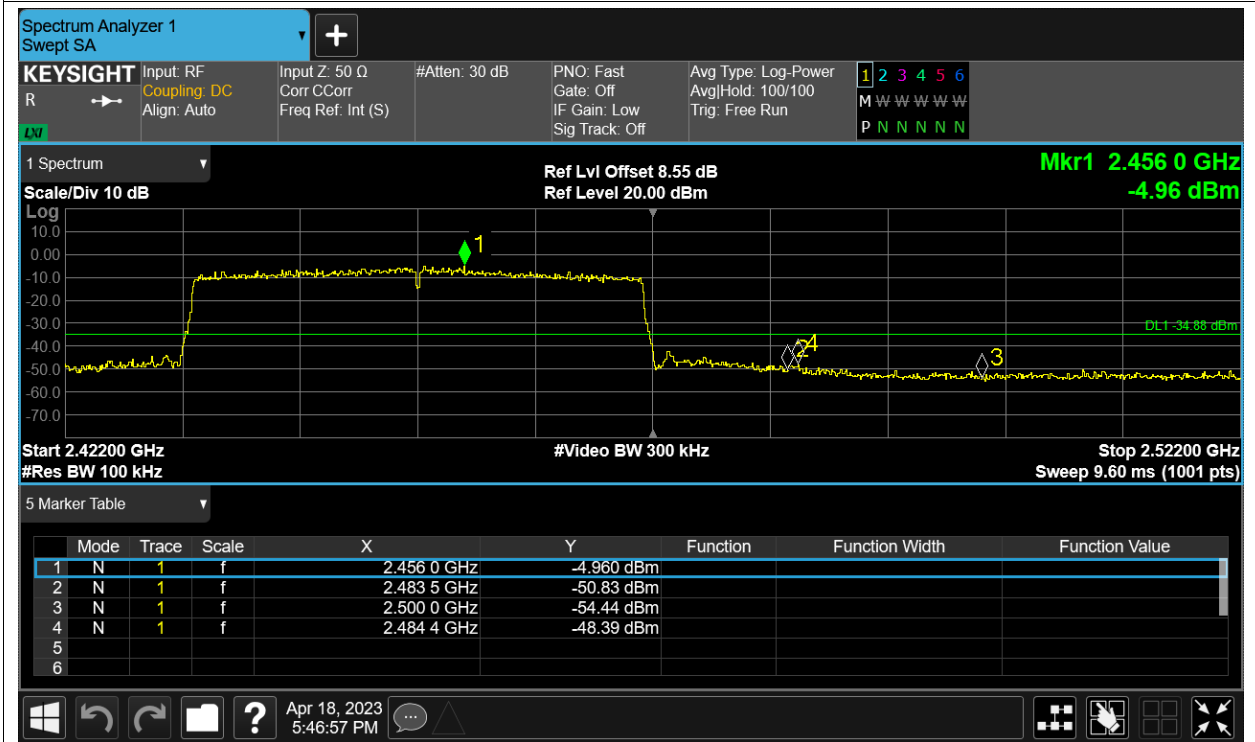 Spectrum Analyzer 1
Swept SA
+
KEYSIGHT Input: RF Input Z: 50 Ω #Atten: 30 dB PNO: Fast Avg Type: Log-Power 1 2 3 4 5 6
R Coupling: DC Corr CCorr Gate: Off Avg|Hold: 100/100 M W W W W W
Align: Auto Freq Ref: Int (S) IF Gain: Low Trig: Free Run
LXI Sig Track: Off P N N N N N
1 Spectrum Ref Lvl Offset 8.55 dB Mkr1 2.456 0 GHz
Scale/Div 10 dB Ref Level 20.00 dBm -4.96 dBm
Log
10.0
1
0.00
-10.0
-20.0
-30.0
DL1 -34.88 dBm
-40.0
2 4 3
-50.0
-60.0
-70.0
Start 2.42200 GHz #Video BW 300 kHz Stop 2.52200 GHz
#Res BW 100 kHz Sweep 9.60 ms (1001 pts)
5 Marker Table
Mode Trace Scale X Y Function Function Width Function Value
1 N 1 f 2.456 0 GHz -4.960 dBm
2 N 1 f 2.483 5 GHz -50.83 dBm
3 N 1 f 2.500 0 GHz -54.44 dBm
4 N 1 f 2.484 4 GHz -48.39 dBm
5
6
? Apr 18, 2023
5:46:57 PM